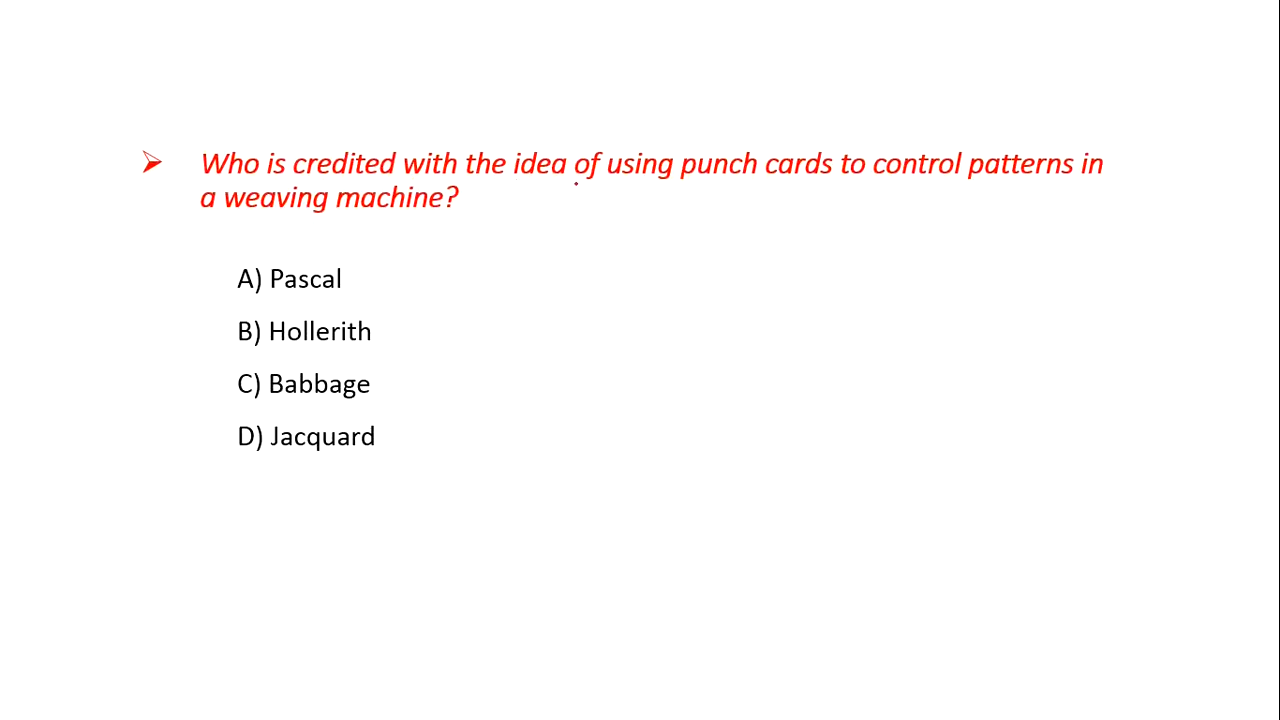 ➢ Who is credited with the idea of using punch cards to control patterns in
a weaving machine?
A) Pascal
B) Hollerith
C) Babbage
D) Jacquard